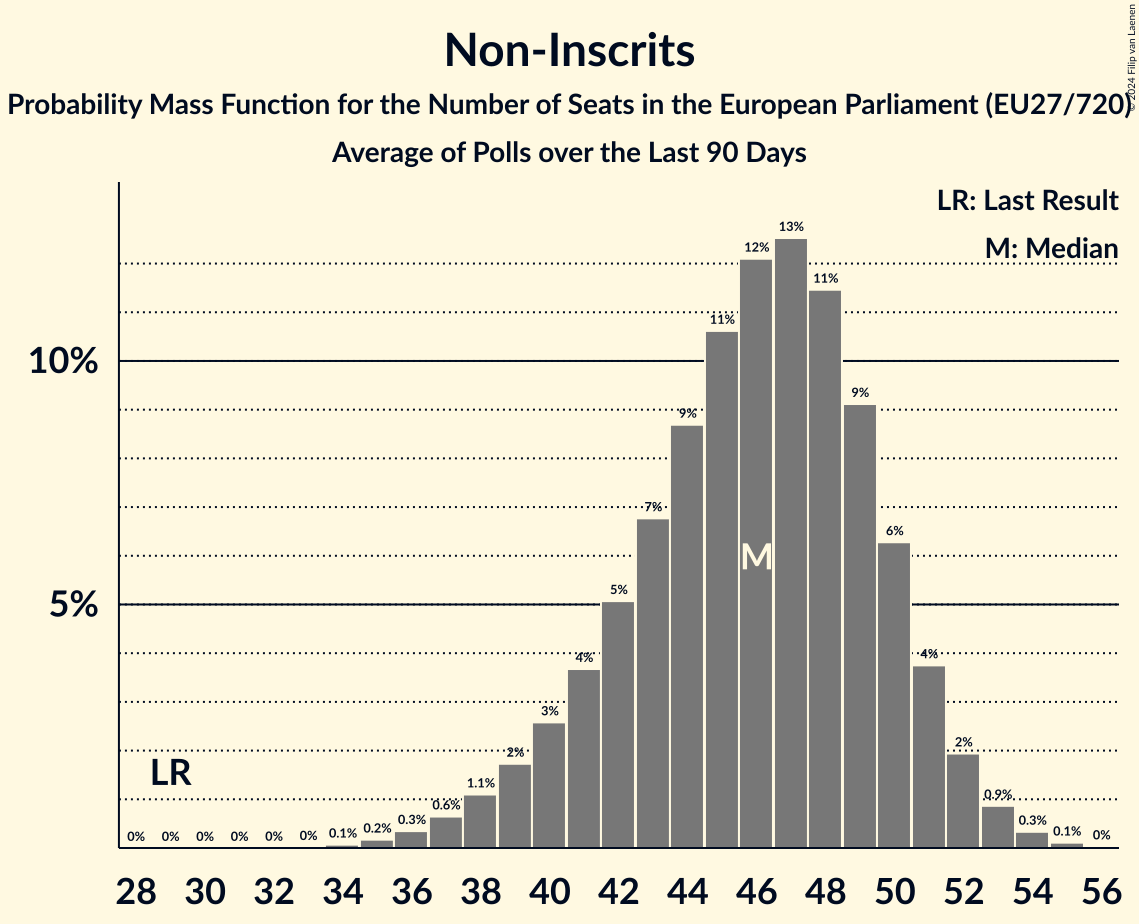 Non-Inscrits
Probability Mass Function for the Number of Seats in the European Parliament (EU27/720)
Average of Polls over the Last 90 Days
© 2024 Filip van Laenen
LR: Last Result
M: Median
13%
12%
11%
11%
10%
9%
9%
7%
M
6%
5%
5%
4%
4%
3%
2%
2%
LR
1.1%
0.9%
0.6%
0% 0% 0% 0% 0% 0% 0.1% 0.2% 0.3% 0.3% 0.1% 0%
28 30 32 34 36 38 40 42 44 46 48 50 52 54 56